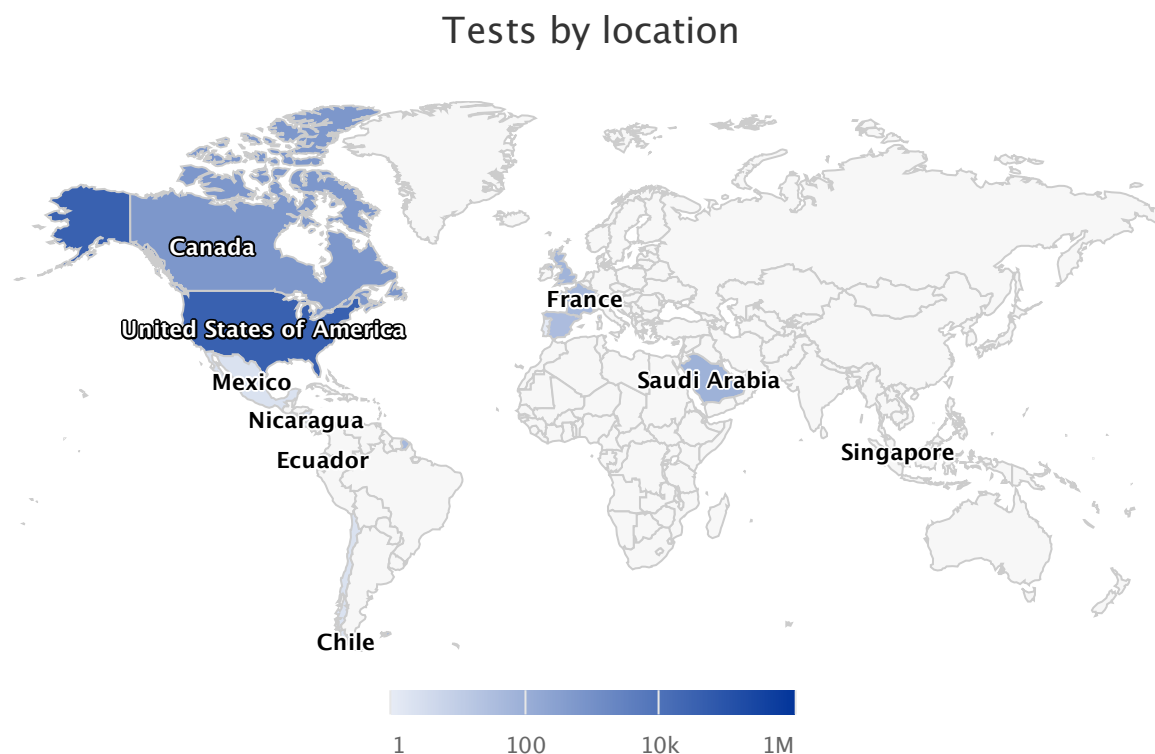 Tests by location
Canada
France
United States of America
Mexico
Saudi Arabia
Nicaragua
Ecuador
Singapore
Chile
1 100 10k 1M